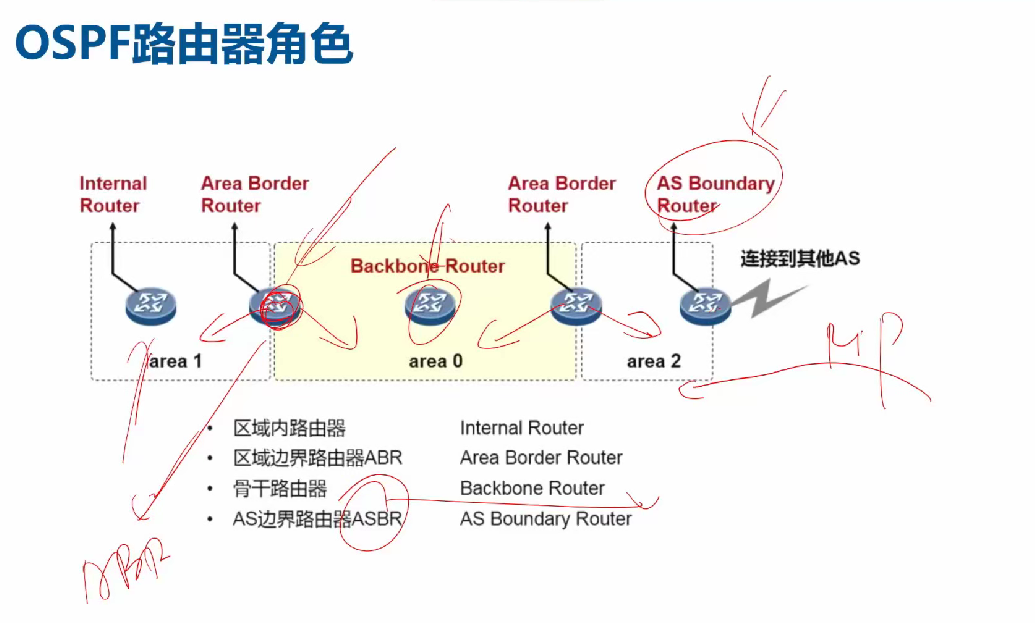 OSPF路由器角色
Internal Router
Area Border Router
Area Border Router
AS Boundary Router
Backbone Router
连接到其他AS
area 1
area 0
area 2
• 区域内路由器 Internal Router
• 区域边界路由器ABR Area Border Router
• 骨干路由器 Backbone Router
• AS边界路由器ASBR AS Boundary Router
ABR